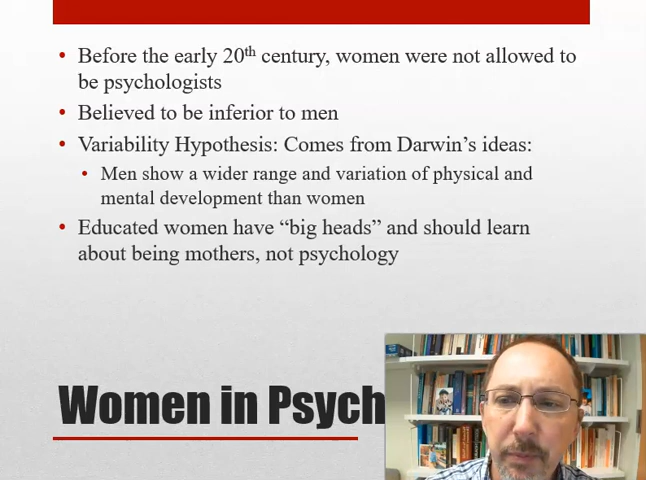 • Before the early 20th century, women were not allowed to
be psychologists
• Believed to be inferior to men
• Variability Hypothesis: Comes from Darwin’s ideas:
• Men show a wider range and variation of physical and
mental development than women
• Educated women have “big heads” and should learn
about being mothers, not psychology
Women in Psych